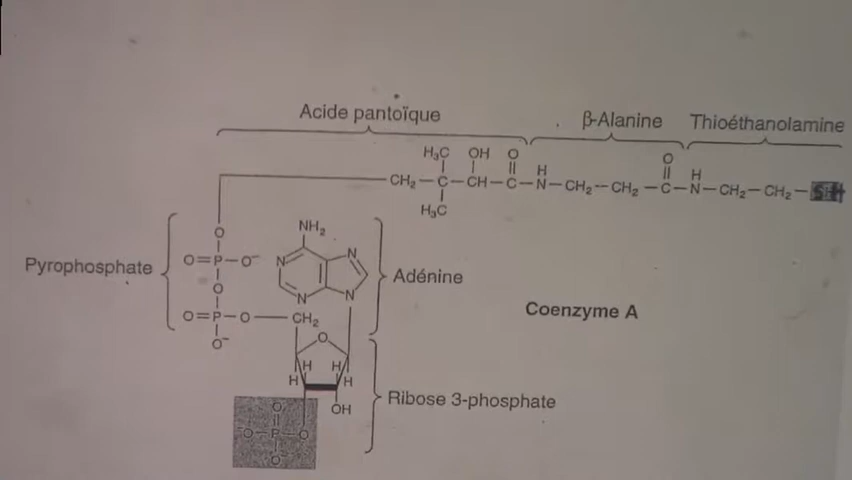 Acide pantoïque
β-Alanine
Thioéthanolamine
H₃C OH O O
CH₂—C—CH—C—N—CH₂—CH₂—C—N—CH₂—CH₂—SH
H H
H₃C
O
NH₂
Pyrophosphate
O=P—O⁻
N N
Adénine
O
N N
O=P—O—CH₂
Coenzyme A
O⁻
O
H H
H H
Ribose 3-phosphate
OH
O
⁻O—P—O
O⁻